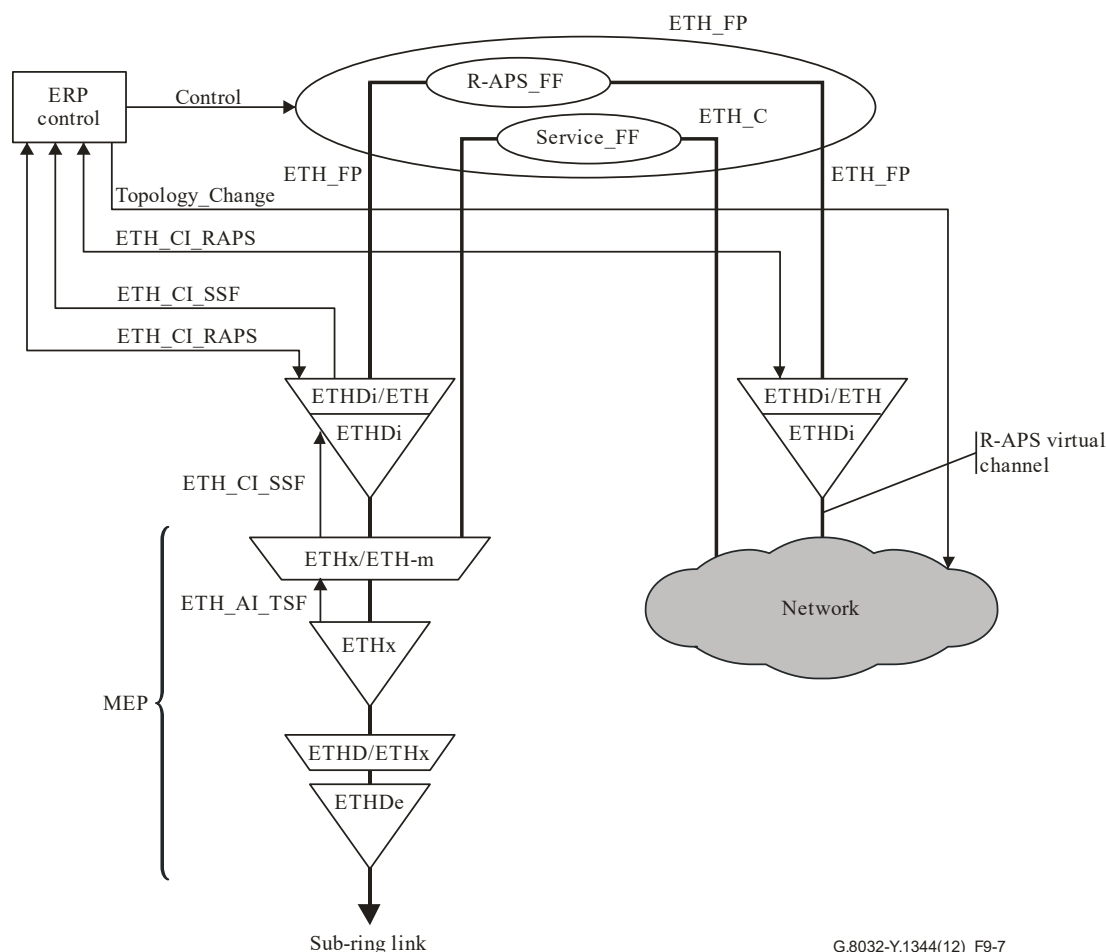 ETH_FP
R-APS_FF
ERP
control
Control
ETH_C
Service_FF
ETH_FP
ETH_FP
Topology_Change
ETH_CI_RAPS
ETH_CI_SSF
ETH_CI_RAPS
ETHDi/ETH
ETHDi
ETHDi/ETH
ETHDi
R-APS virtual
channel
ETH_CI_SSF
ETHx/ETH-m
ETH_AI_TSF
Network
ETHx
MEP
ETHD/ETHx
ETHDe
Sub-ring link
G.8032-Y.1344(12)_F9-7